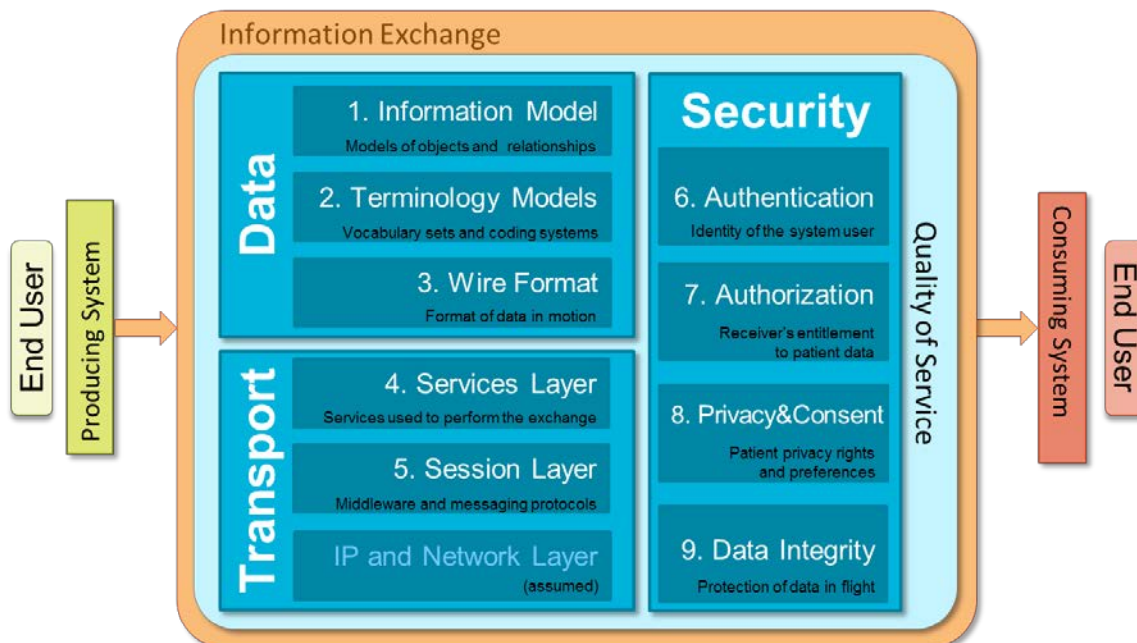 Information Exchange
End User
Producing System
Data
1. Information Model
Models of objects and relationships
2. Terminology Models
Vocabulary sets and coding systems
3. Wire Format
Format of data in motion
Transport
4. Services Layer
Services used to perform the exchange
5. Session Layer
Middleware and messaging protocols
IP and Network Layer
(assumed)
Security
6. Authentication
Identity of the system user
7. Authorization
Receiver's entitlement
to patient data
8. Privacy&Consent
Patient privacy rights
and preferences
9. Data Integrity
Protection of data in flight
Quality of Service
Consuming System
End User